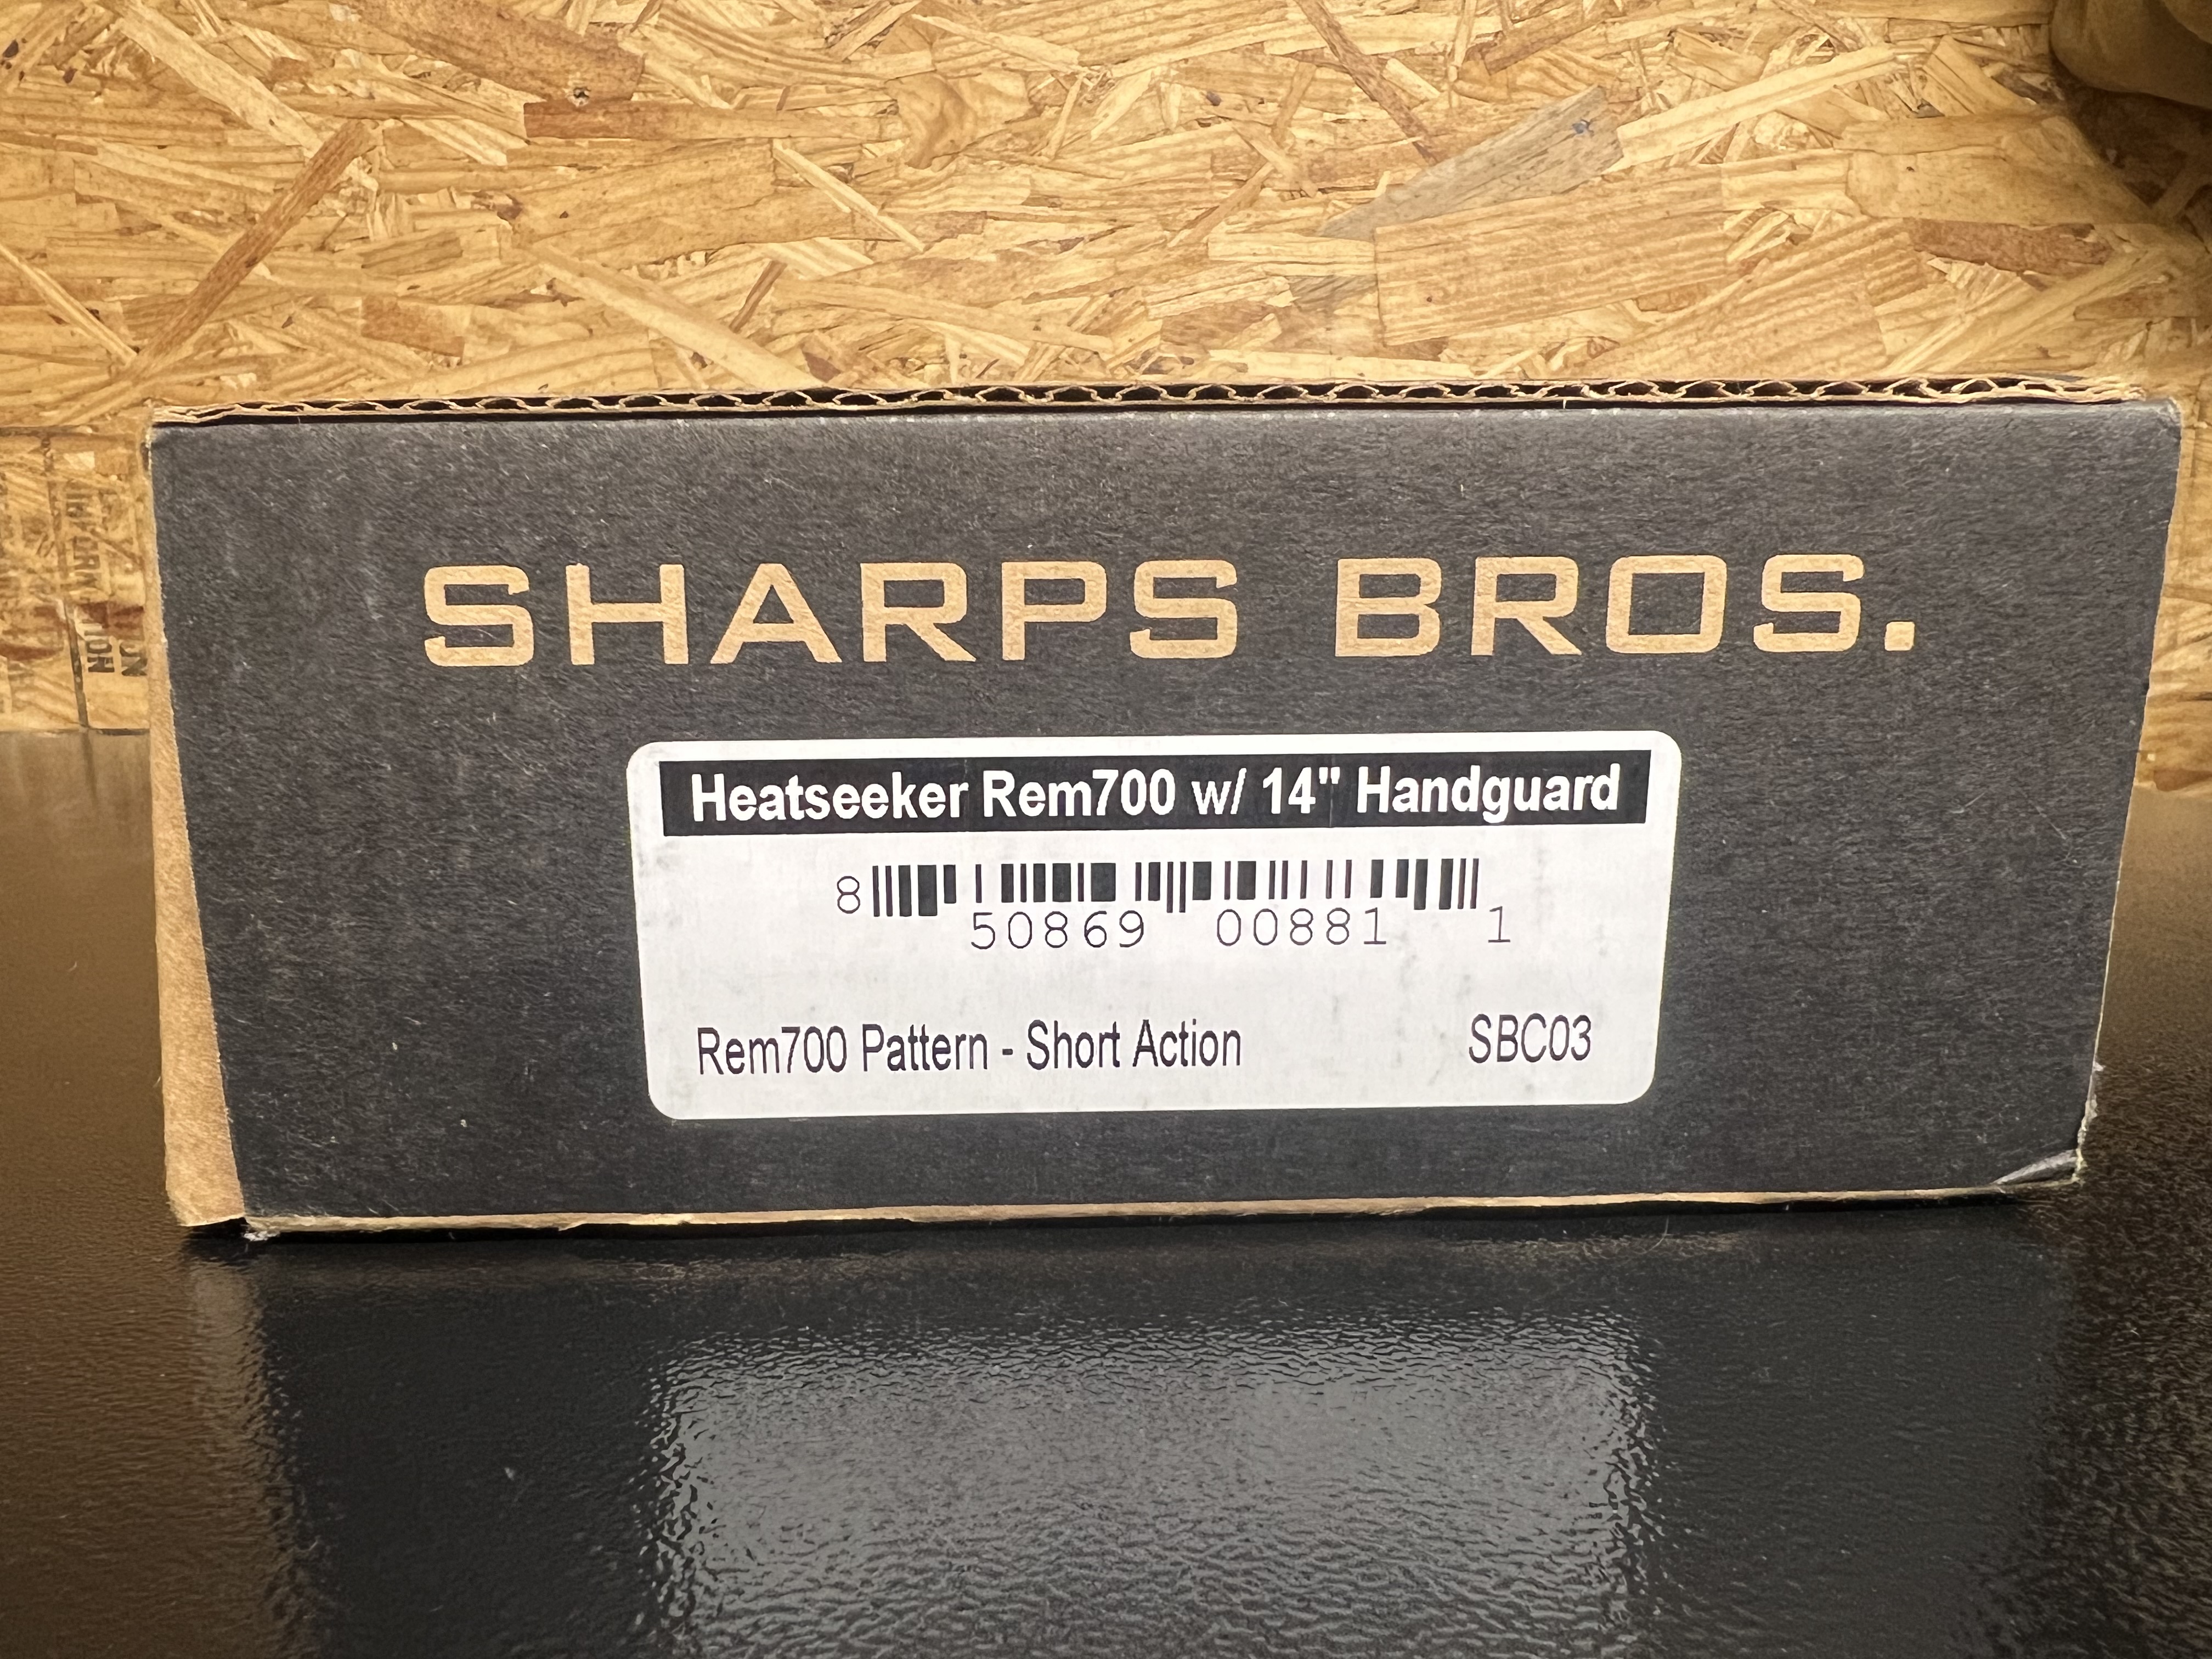 SHARPS BROS.
Heatseeker Rem700 w/ 14" Handguard
8 50869 00881 1
Rem700 Pattern - Short Action SBC03